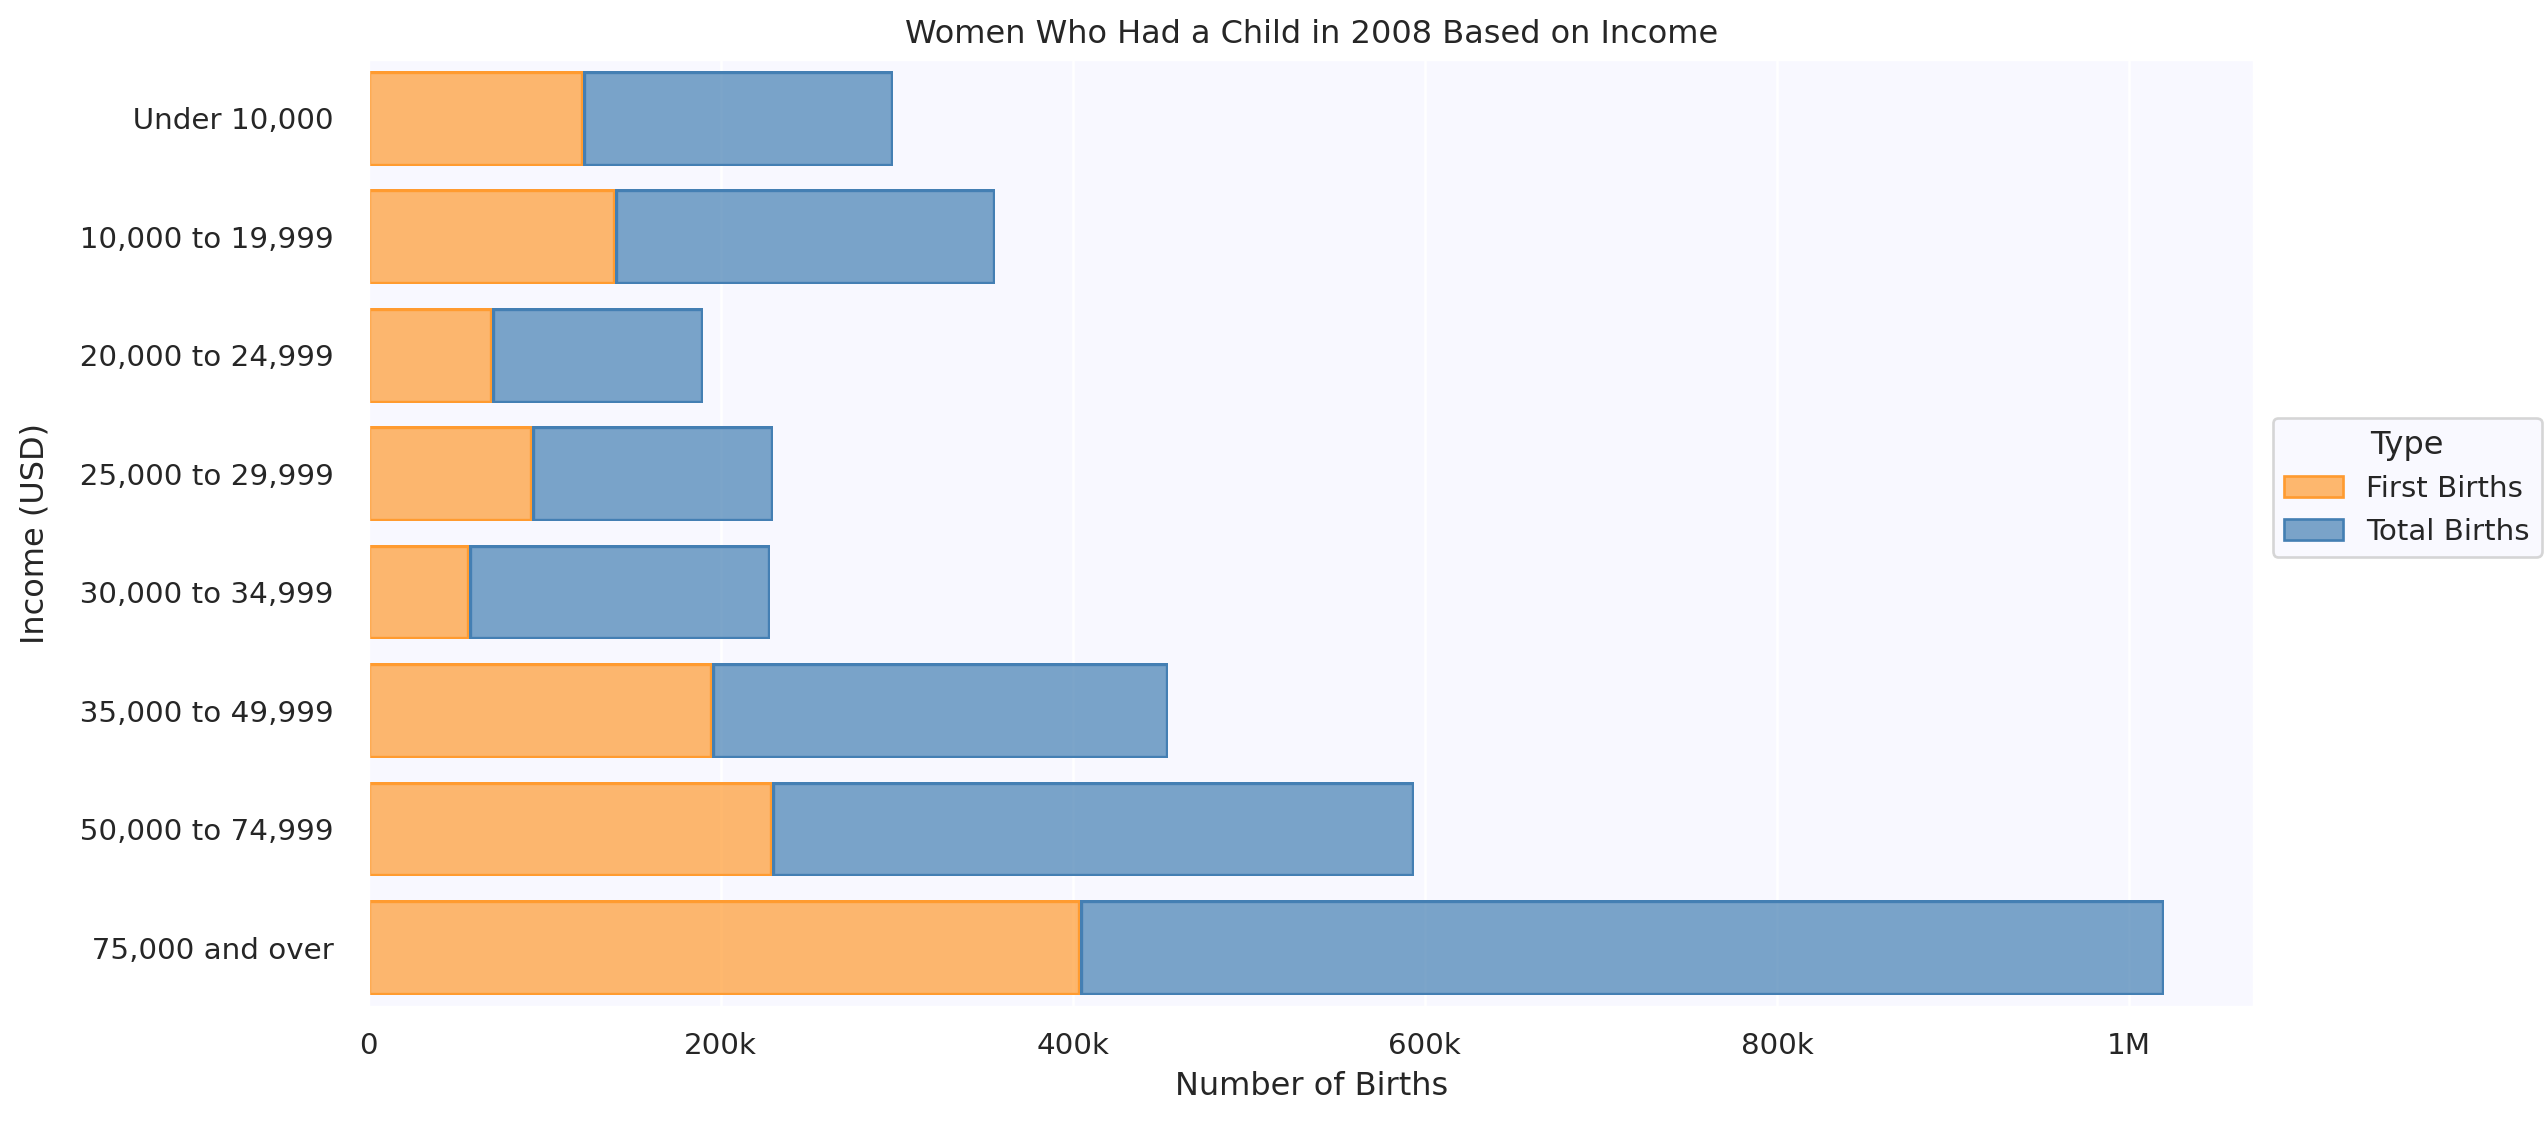 Women Who Had a Child in 2008 Based on Income
Under 10,000
10,000 to 19,999
20,000 to 24,999
25,000 to 29,999
30,000 to 34,999
35,000 to 49,999
50,000 to 74,999
75,000 and over
Income (USD)
0
200k
400k
600k
800k
1M
Number of Births
Type
First Births
Total Births